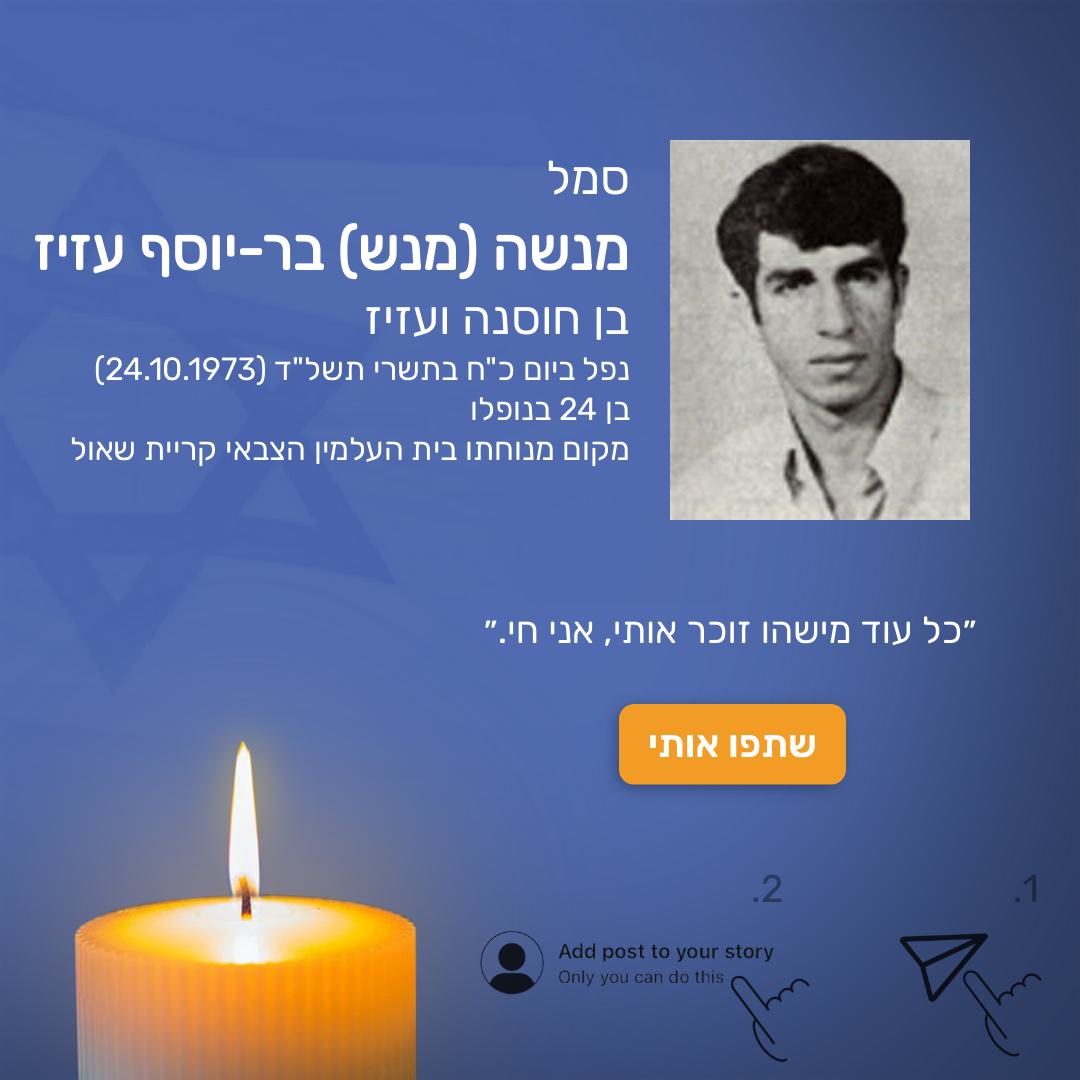 סמל
מנשה (מנש) בר-יוסף עזיז
בן חוסנה ועזיז
נפל ביום כ"ח בתשרי תשל"ד (24.10.1973)
בן 24 בנופלו
מקום מנוחתו בית העלמין הצבאי קריית שאול
״כל עוד מישהו זוכר אותי, אני חי.״
שתפו אותי
1.
2.
Add post to your story
Only you can do this